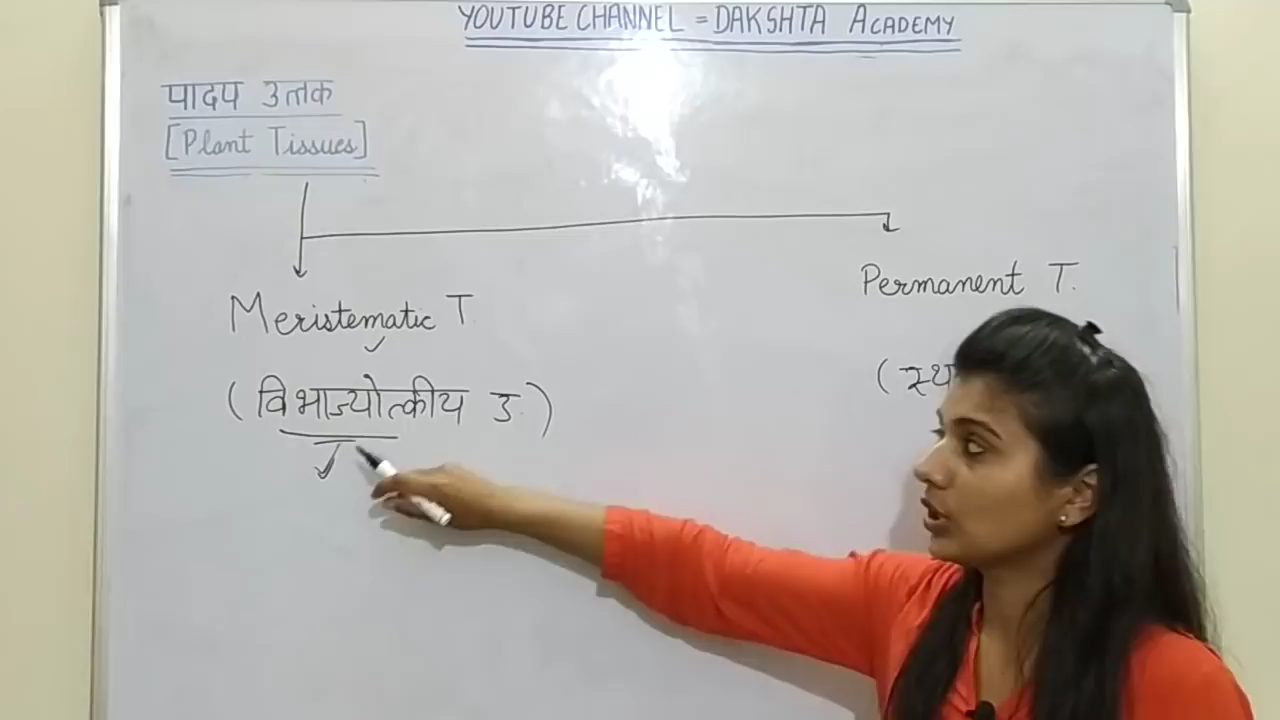 YOUTUBE CHANNEL = DAKSHTA ACADEMY
पादप उत्तक
[Plant Tissues]
Meristematic T.
Permanent T.
(विभाज्योत्कीय उ.)
(स्थ